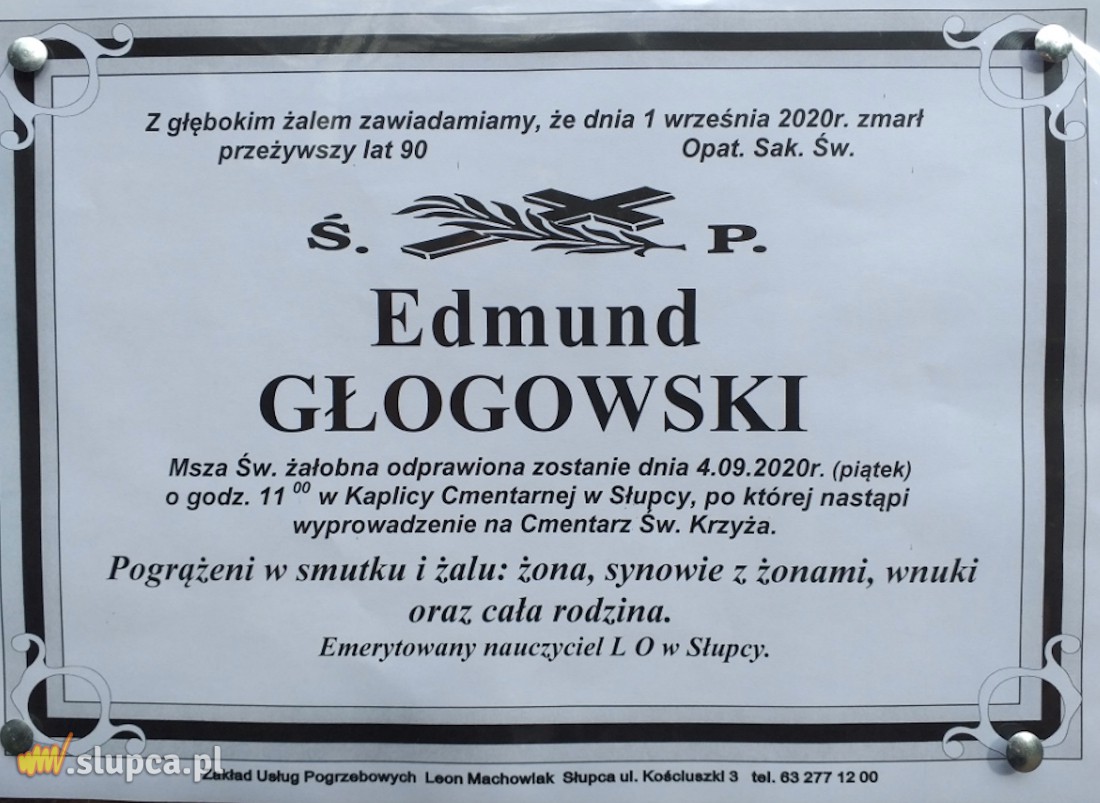 Z głębokim żalem zawiadamiamy, że dnia 1 września 2020r. zmarł
przeżywszy lat 90 Opat. Sak. Św.
Ś. P.
Edmund
GŁOGOWSKI
Msza Św. żałobna odprawiona zostanie dnia 4.09.2020r. (piątek)
o godz. 11 00 w Kaplicy Cmentarnej w Słupcy, po której nastąpi
wyprowadzenie na Cmentarz Św. Krzyża.
Pogrążeni w smutku i żalu: żona, synowie z żonami, wnuki
oraz cała rodzina.
Emerytowany nauczyciel L O w Słupcy.
www.slupca.pl
Zakład Usług Pogrzebowych Leon Machowiak Słupca ul. Kościuszki 3 tel. 63 277 12 00